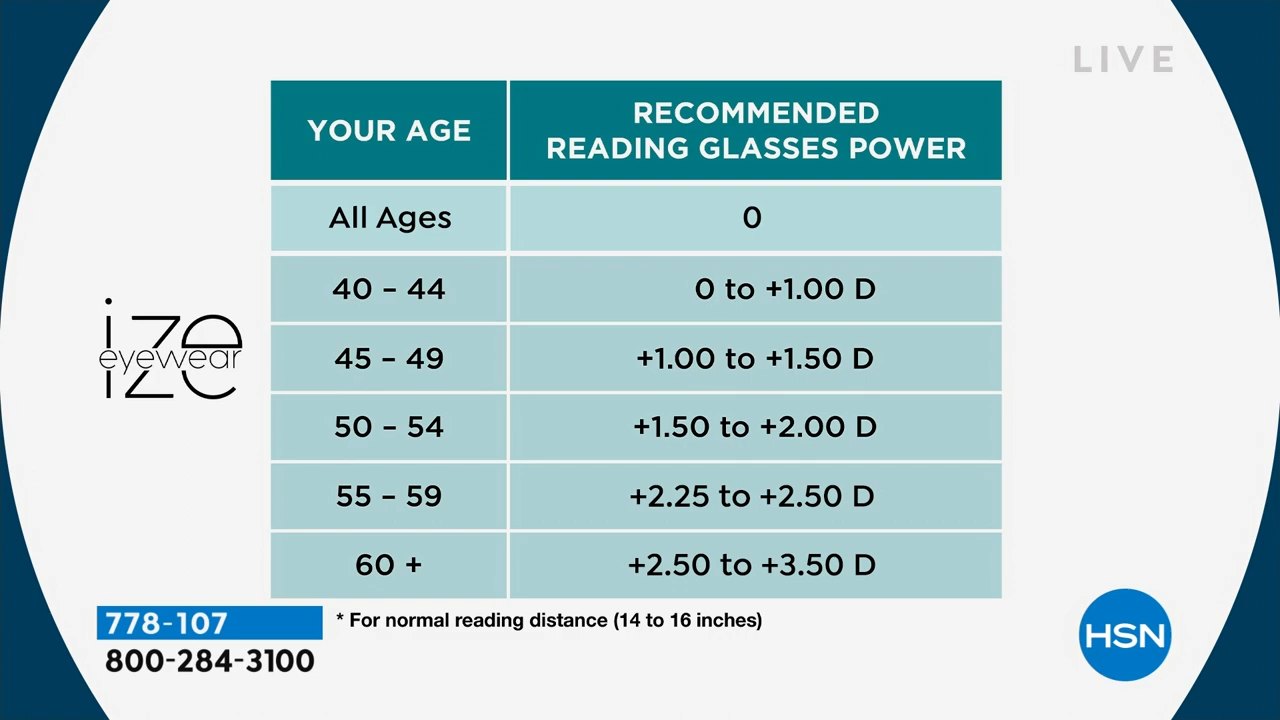 LIVE
YOUR AGE
RECOMMENDED
READING GLASSES POWER
All Ages
0
40 – 44
0 to +1.00 D
45 – 49
+1.00 to +1.50 D
50 – 54
+1.50 to +2.00 D
55 – 59
+2.25 to +2.50 D
60 +
+2.50 to +3.50 D
ize
eyewear
778-107
* For normal reading distance (14 to 16 inches)
800-284-3100
HSN